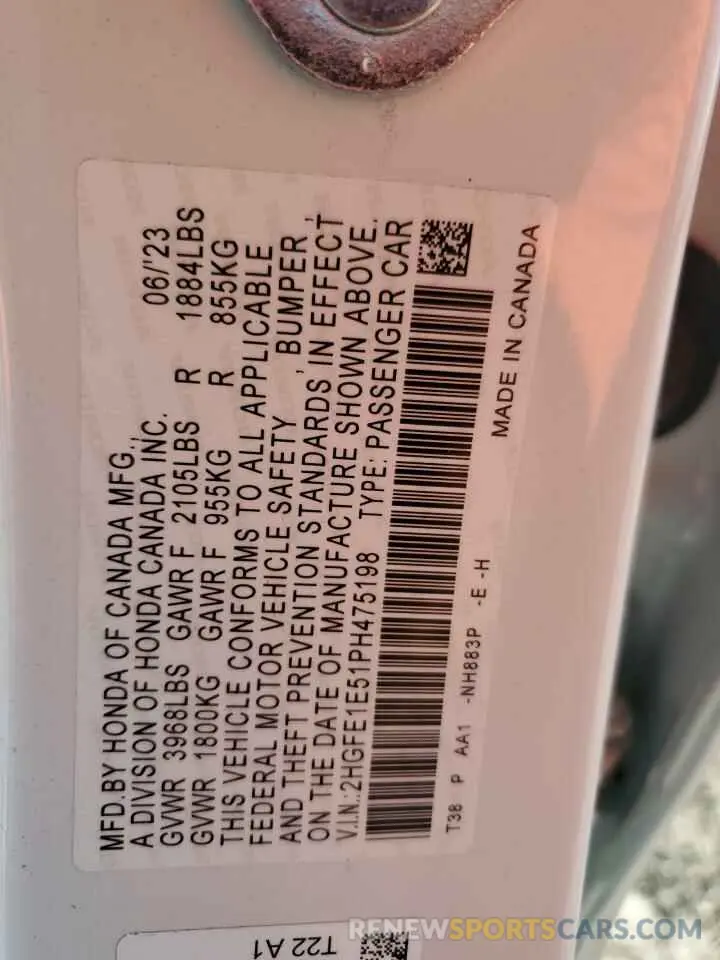 MFD.BY HONDA OF CANADA MFG., 06/'23
A DIVISION OF HONDA CANADA INC.
GVWR 3968LBS GAWR F 2105LBS R 1884LBS
GVWR 1800KG GAWR F 955KG R 855KG
THIS VEHICLE CONFORMS TO ALL APPLICABLE
FEDERAL MOTOR VEHICLE SAFETY , BUMPER ,
AND THEFT PREVENTION STANDARDS IN EFFECT
ON THE DATE OF MANUFACTURE SHOWN ABOVE.
V.I.N.:2HGFE1E51PH475198 TYPE: PASSENGER CAR
T38 P AA1 -NH883P -E -H
MADE IN CANADA
T22 A1
RENEWSPORTSCARS.COM